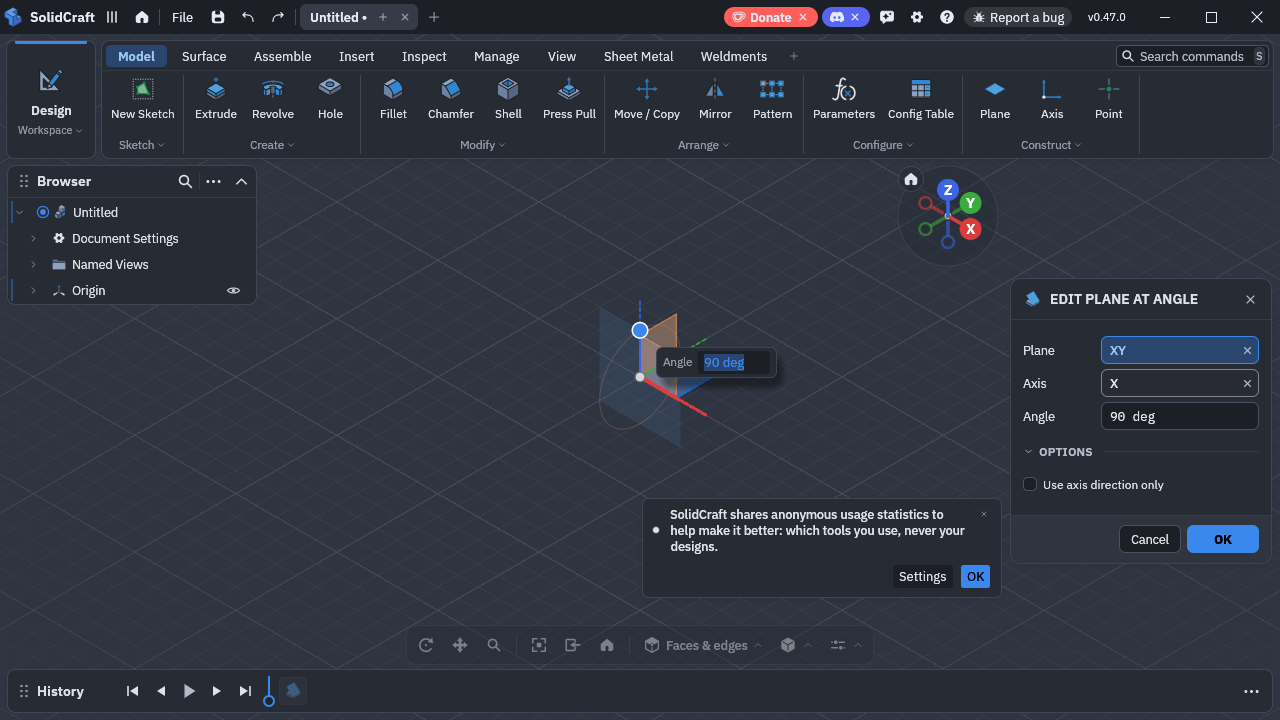 SolidCraft
File
Untitled •
Donate
Report a bug
v0.47.0
Design
Workspace
Model
Surface
Assemble
Insert
Inspect
Manage
View
Sheet Metal
Weldments
Search commands
S
New Sketch
Extrude
Revolve
Hole
Fillet
Chamfer
Shell
Press Pull
Move / Copy
Mirror
Pattern
Parameters
Config Table
Plane
Axis
Point
Sketch
Create
Modify
Arrange
Configure
Construct
Browser
Untitled
Document Settings
Named Views
Origin
Z
Y
X
Angle 90 deg
EDIT PLANE AT ANGLE
Plane XY
Axis X
Angle 90 deg
OPTIONS
Use axis direction only
Cancel
OK
SolidCraft shares anonymous usage statistics to
help make it better: which tools you use, never your
designs.
Settings
OK
Faces & edges
History